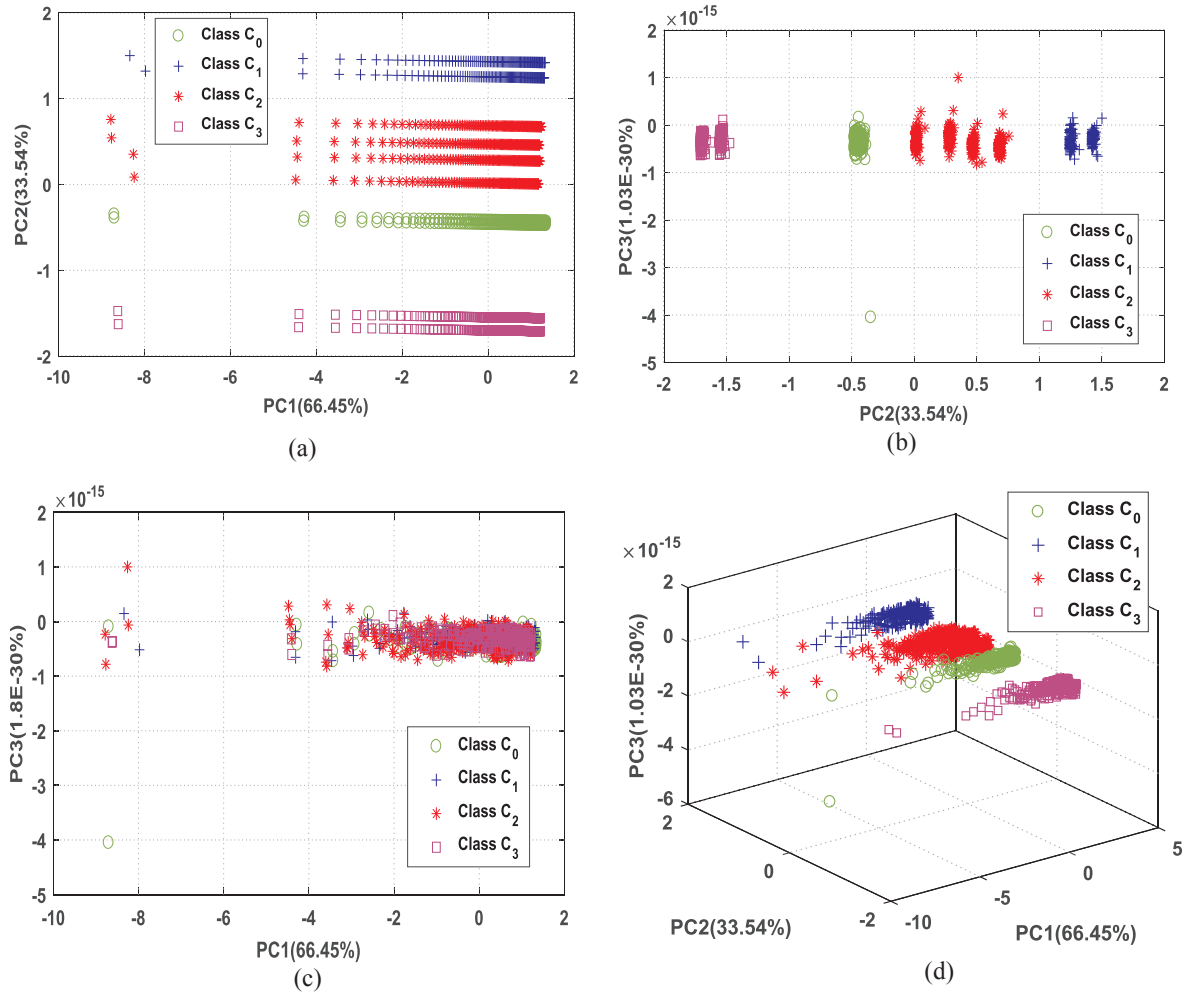 2
1
0
-1
-2
-10
-8
-6
-4
-2
0
2
PC2(33.54%)
PC1(66.45%)
Class C0
Class C1
Class C2
Class C3
(a)
×10-15
2
1
0
-1
-2
-3
-4
-5
-2
-1.5
-1
-0.5
0
0.5
1
1.5
2
PC3(1.03E-30%)
PC2(33.54%)
Class C0
Class C1
Class C2
Class C3
(b)
×10-15
2
1
0
-1
-2
-3
-4
-5
-10
-8
-6
-4
-2
0
2
PC3(1.8E-30%)
PC1(66.45%)
Class C0
Class C1
Class C2
Class C3
(c)
×10-15
2
0
-2
-4
-6
2
0
-2
-10
-5
0
5
PC3(1.03E-30%)
PC2(33.54%)
PC1(66.45%)
Class C0
Class C1
Class C2
Class C3
(d)